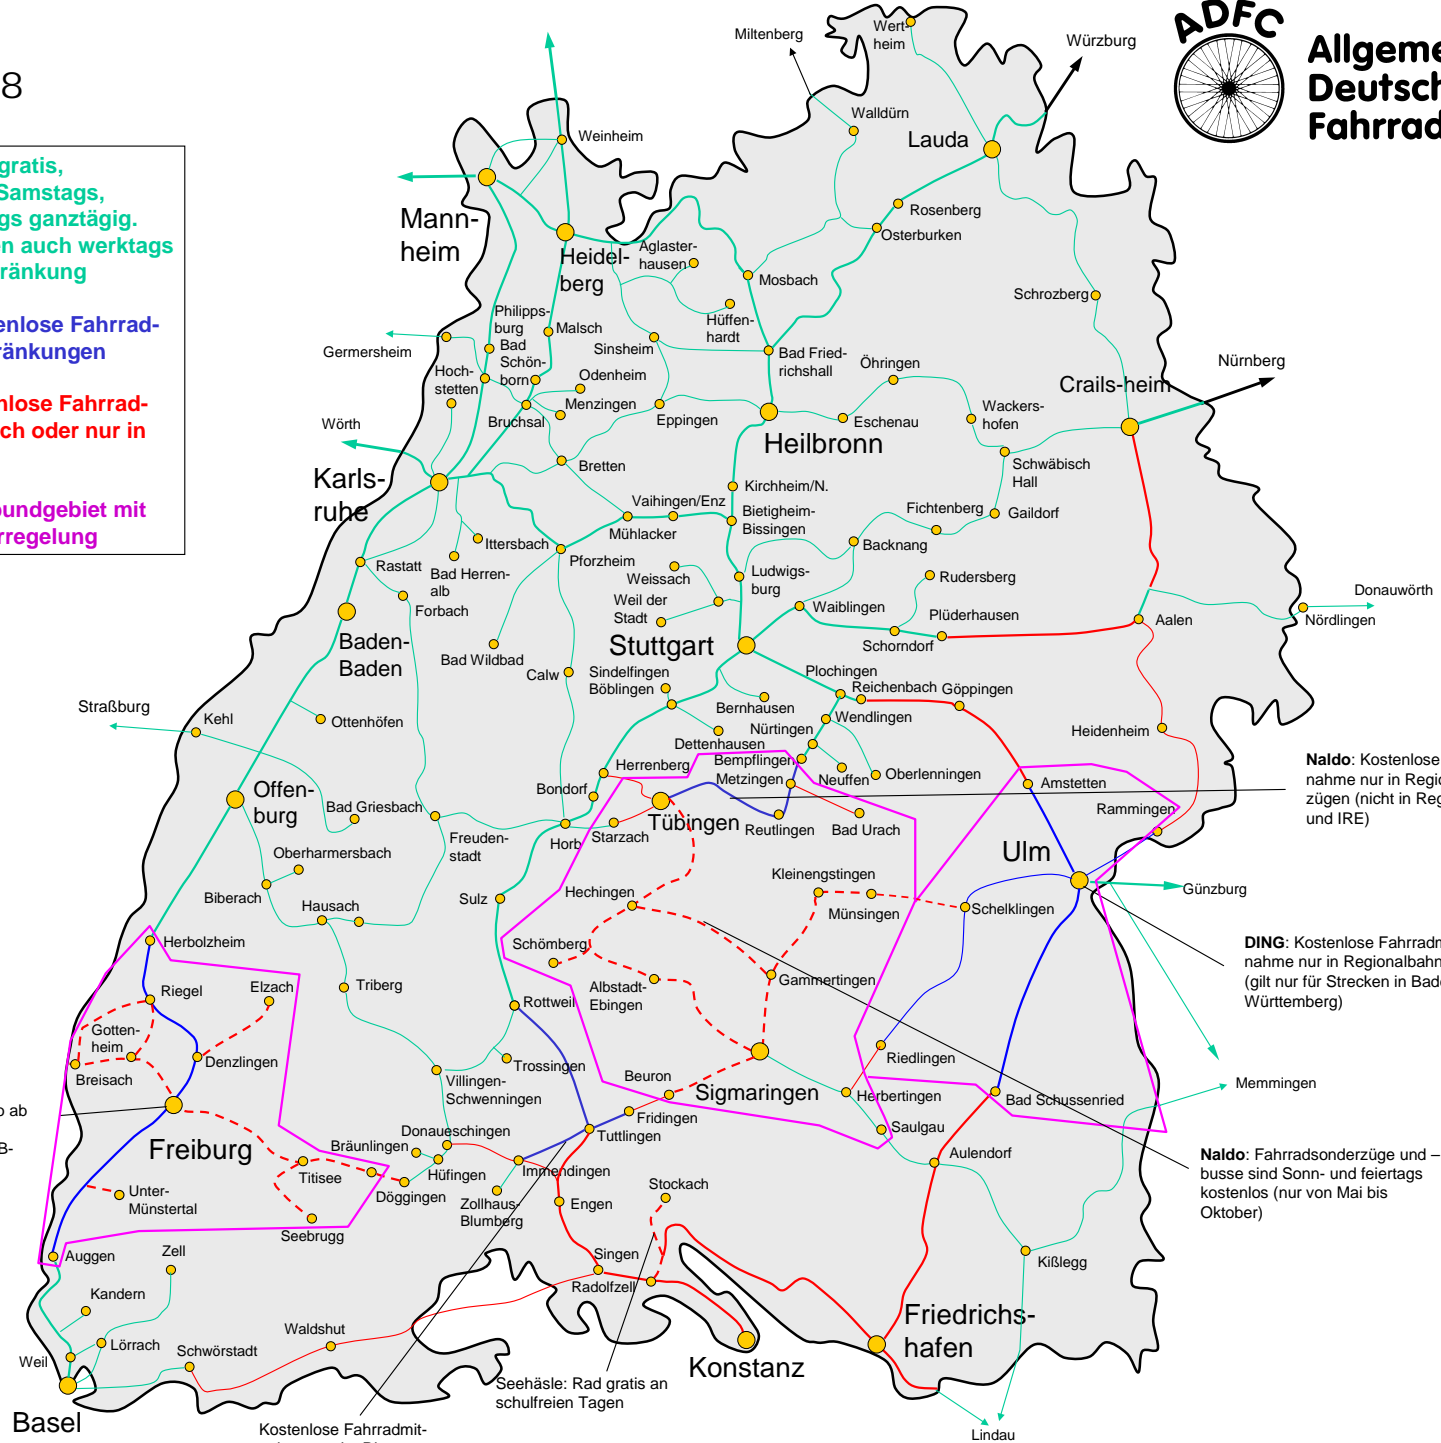 8
gratis,
Samstags,
gs ganztägig.
en auch werktags
ränkung
enlose Fahrrad-
ränkungen
nlose Fahrrad-
ch oder nur in
bundgebiet mit
rregelung
ADFC
Allgeme
Deutsch
Fahrrad
Miltenberg
Wert-
heim
Würzburg
Walldürn
Lauda
Weinheim
Mann-
heim
Heidel-
berg
Aglaster-
hausen
Rosenberg
Osterburken
Mosbach
Schrozberg
Hüffen-
hardt
Philipps-
burg
Malsch
Bad
Schön-
born
Sinsheim
Germersheim
Hoch-
stetten
Odenheim
Menzingen
Bruchsal
Bad Fried-
richshall
Öhringen
Eppingen
Eschenau
Heilbronn
Wackers-
hofen
Crails-heim
Nürnberg
Schwäbisch
Hall
Wörth
Karls-
ruhe
Bretten
Kirchheim/N.
Vaihingen/Enz
Mühlacker
Bietigheim-
Bissingen
Fichtenberg
Gaildorf
Backnang
Ittersbach
Bad Herren-
alb
Pforzheim
Rastatt
Forbach
Weissach
Weil der
Stadt
Ludwigs-
burg
Rudersberg
Waiblingen
Plüderhausen
Schorndorf
Donauwörth
Nördlingen
Aalen
Baden-
Baden
Bad Wildbad
Calw
Stuttgart
Sindelfingen
Böblingen
Plochingen
Reichenbach
Göppingen
Bernhausen
Wendlingen
Nürtingen
Dettenhausen
Bempflingen
Metzingen
Neuffen
Oberlenningen
Heidenheim
Straßburg
Kehl
Ottenhöfen
Herrenberg
Bondorf
Tübingen
Reutlingen
Bad Urach
Amstetten
Rammingen
Naldo: Kostenlose
nahme nur in Regio
zügen (nicht in Reg
und IRE)
Offen-
burg
Bad Griesbach
Freuden-
stadt
Horb
Starzach
Ulm
Günzburg
Oberharmersbach
Biberach
Hausach
Sulz
Hechingen
Kleinengstingen
Münsingen
Schelklingen
Herbolzheim
Schömberg
Albstadt-
Ebingen
Gammertingen
DING: Kostenlose Fahrradm
nahme nur in Regionalbahn
(gilt nur für Strecken in Bade
Württemberg)
Riegel
Elzach
Triberg
Rottweil
Gotten-
heim
Breisach
Denzlingen
Trossingen
Villingen-
Schwenningen
Riedlingen
Beuron
Sigmaringen
Herbertingen
Bad Schussenried
Memmingen
o ab
B-
Freiburg
Fridingen
Tuttlingen
Saulgau
Aulendorf
Donaueschingen
Bräunlingen
Hüfingen
Immendingen
Titisee
Döggingen
Zollhaus-
Blumberg
Engen
Stockach
Naldo: Fahrradsonderzüge und –
busse sind Sonn- und feiertags
kostenlos (nur von Mai bis
Oktober)
Unter-
Münstertal
Seebrugg
Auggen
Zell
Kandern
Singen
Radolfzell
Kißlegg
Lörrach
Weil
Schwörstadt
Waldshut
Friedrichs-
hafen
Konstanz
Basel
Seehäsle: Rad gratis an
schulfreien Tagen
Kostenlose Fahrradmit-
Lindau